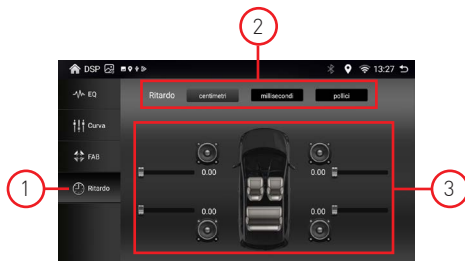 2
DSP 13:27
EQ
Ritardo centimetri millisecondi pollici
Curva
FAB
0.00 0.00
1 Ritardo 3
0.00 0.00